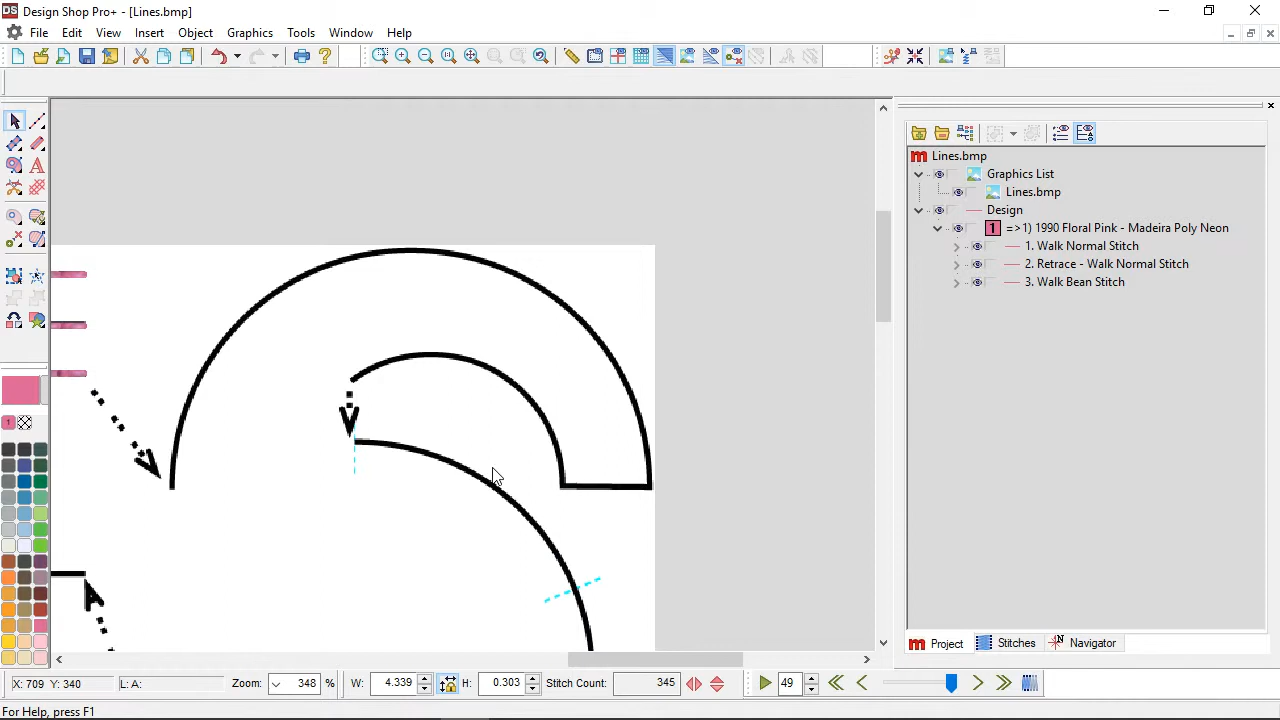 DS Design Shop Pro+ - [Lines.bmp]
File Edit View Insert Object Graphics Tools Window Help
m Lines.bmp
Graphics List
Lines.bmp
Design
1 =>1) 1990 Floral Pink - Madeira Poly Neon
1. Walk Normal Stitch
2. Retrace - Walk Normal Stitch
3. Walk Bean Stitch
1
m Project Stitches N Navigator
X: 709 Y: 340 L: A: Zoom: 348 % W: 4.339 H: 0.303 Stitch Count: 345 49
For Help, press F1